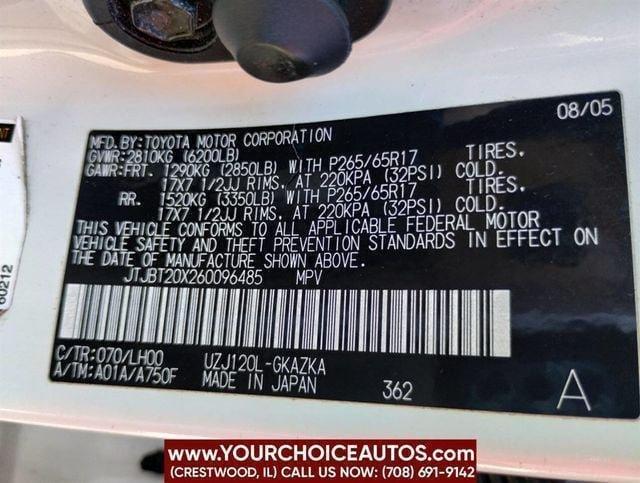 08/05
MFD.BY:TOYOTA MOTOR CORPORATION
GVWR:2810KG (6200LB)
GAWR:FRT. 1290KG (2850LB) WITH P265/65R17 TIRES,
17X7 1/2JJ RIMS, AT 220KPA (32PSI) COLD.
RR. 1520KG (3350LB) WITH P265/65R17 TIRES,
17X7 1/2JJ RIMS, AT 220KPA (32PSI) COLD.
THIS VEHICLE CONFORMS TO ALL APPLICABLE FEDERAL MOTOR
VEHICLE SAFETY AND THEFT PREVENTION STANDARDS IN EFFECT ON
THE DATE OF MANUFACTURE SHOWN ABOVE.
JTJBT20X260096485 MPV
C/TR:070/LH00 UZJ120L-GKAZKA
A/TM:A01A/A750F MADE IN JAPAN 362 A
60212
WWW.YOURCHOICEAUTOS.COM
(CRESTWOOD, IL) CALL US NOW: (708) 691-9142